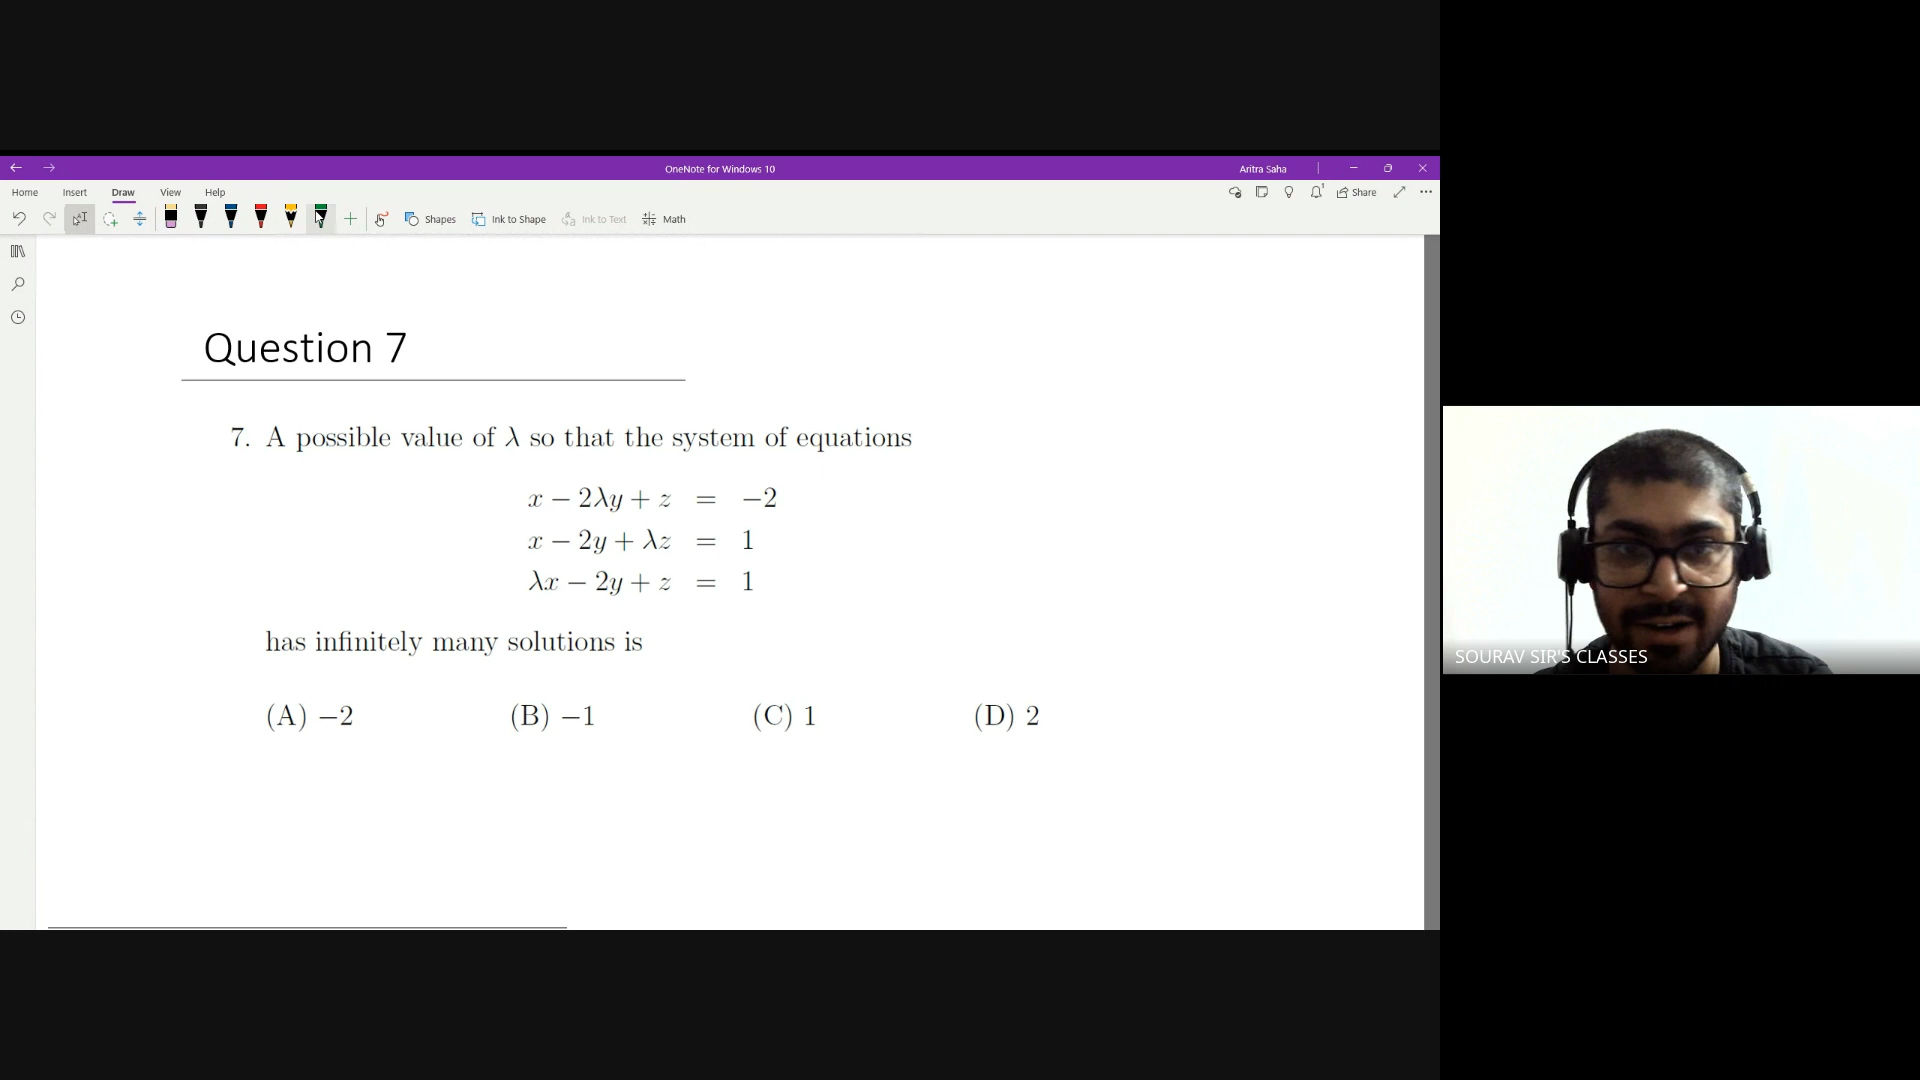 OneNote for Windows 10
Aritra Saha
Home Insert Draw View Help
Share
Shapes Ink to Shape Ink to Text Math
Question 7
7. A possible value of λ so that the system of equations
x − 2λy + z = −2
x − 2y + λz = 1
λx − 2y + z = 1
has infinitely many solutions is
(A) −2 (B) −1 (C) 1 (D) 2
SOURAV SIR'S CLASSES